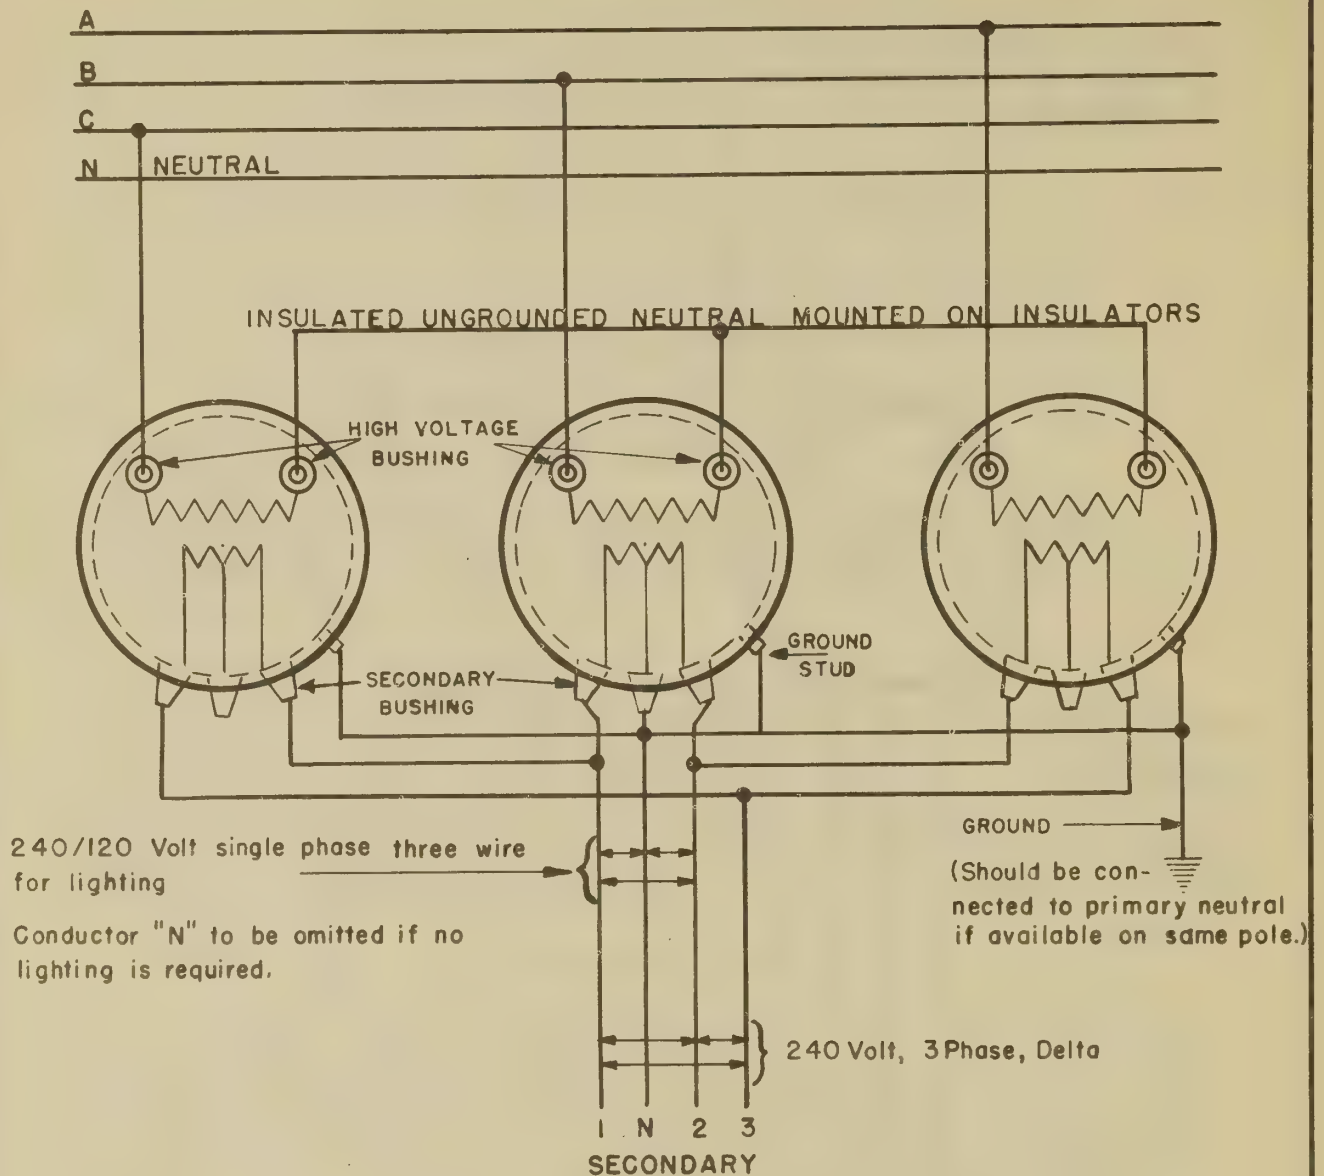 A
B
C
N NEUTRAL
INSULATED UNGROUNDED NEUTRAL MOUNTED ON INSULATORS
HIGH VOLTAGE
BUSHING
GROUND
STUD
SECONDARY
BUSHING
240/120 Volt single phase three wire
for lighting
Conductor "N" to be omitted if no
lighting is required.
GROUND
(Should be con-
nected to primary neutral
if available on same pole.)
240 Volt, 3 Phase, Delta
1 N 2 3
SECONDARY